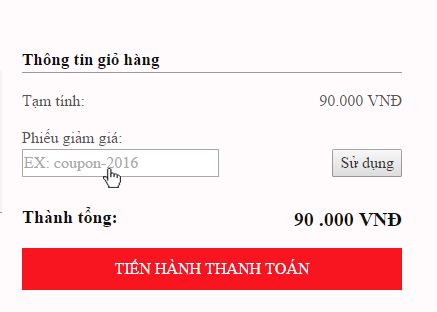 Thông tin giỏ hàng
Tạm tính: 90.000 VNĐ
Phiếu giảm giá:
EX: coupon-2016 Sử dụng
Thành tổng: 90 .000 VNĐ
TIẾN HÀNH THANH TOÁN